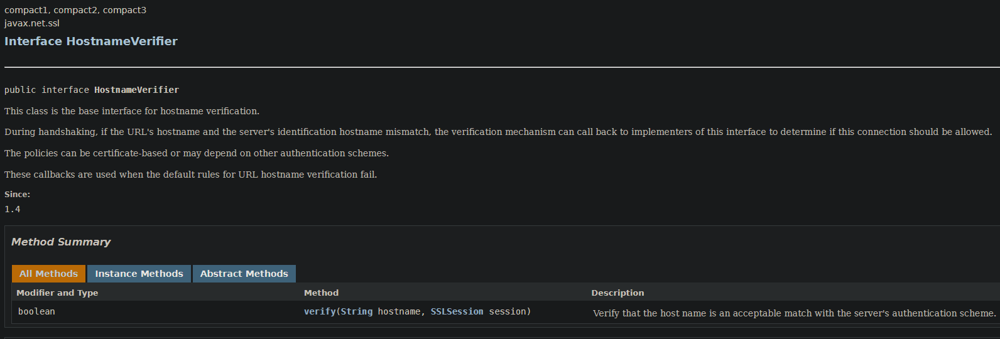 compact1, compact2, compact3
javax.net.ssl
Interface HostnameVerifier
public interface HostnameVerifier
This class is the base interface for hostname verification.
During handshaking, if the URL's hostname and the server's identification hostname mismatch, the verification mechanism can call back to implementers of this interface to determine if this connection should be allowed.
The policies can be certificate-based or may depend on other authentication schemes.
These callbacks are used when the default rules for URL hostname verification fail.
Since:
1.4
Method Summary
All Methods Instance Methods Abstract Methods
Modifier and Type Method Description
boolean verify(String hostname, SSLSession session) Verify that the host name is an acceptable match with the server's authentication scheme.